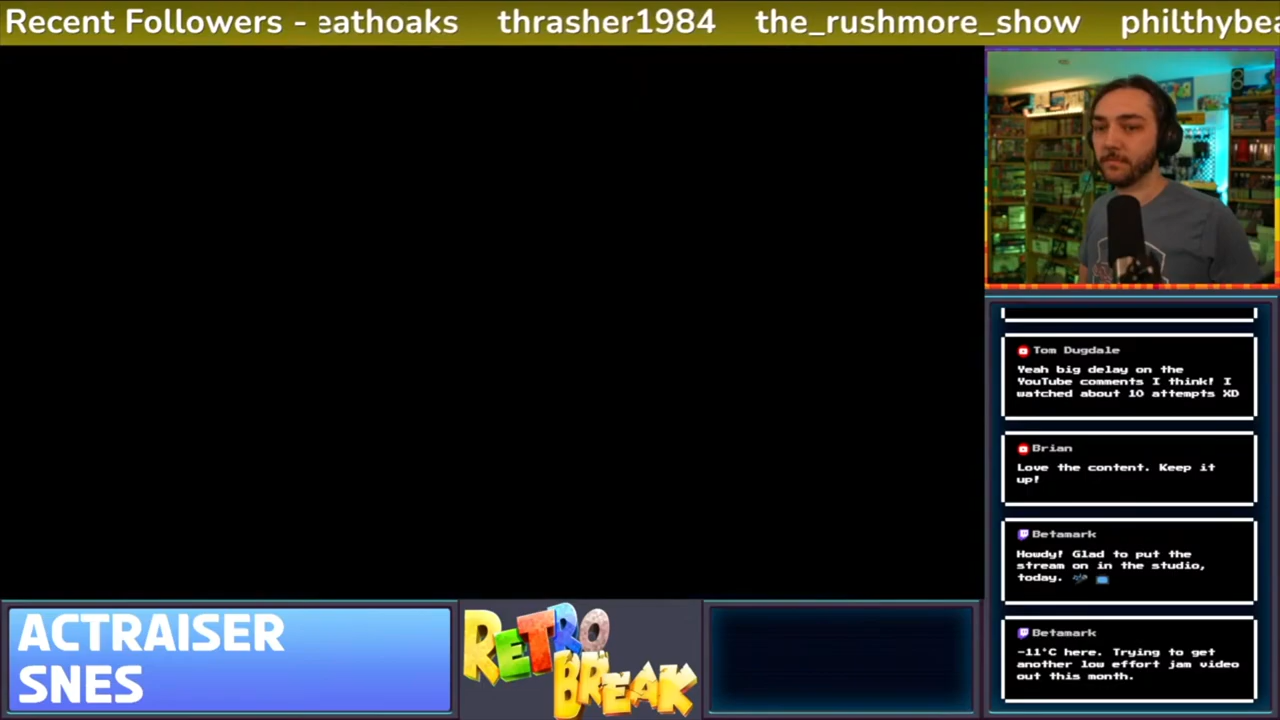 Recent Followers - eathoaks thrasher1984 the_rushmore_show philthybea
Tom Dugdale
Yeah big delay on the
YouTube comments I think! I
watched about 10 attempts XD
Brian
Love the content. Keep it
up!
Betamark
Howdy! Glad to put the
stream on in the studio,
today.
Betamark
-11°C here. Trying to get
another low effort jam video
out this month.
ACTRAISER
SNES
RETRO
BREAK